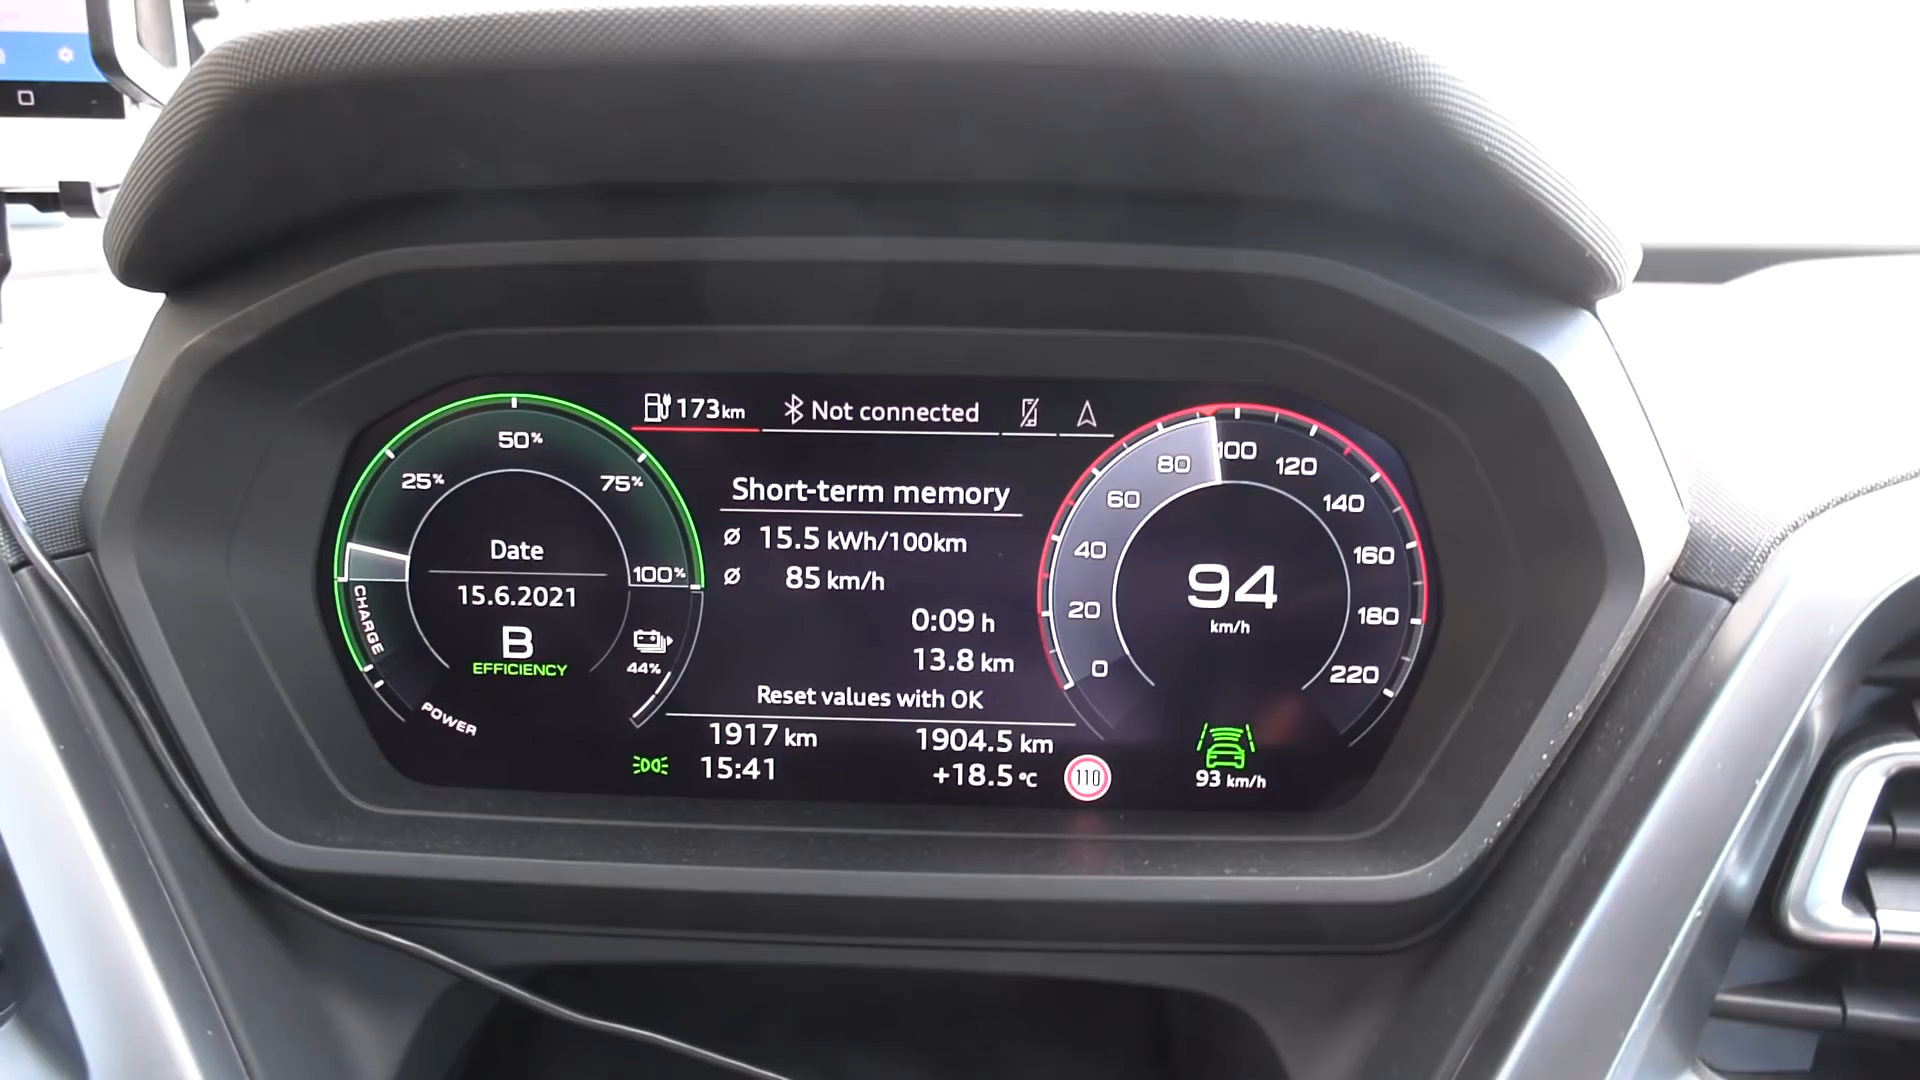 173 km
Not connected
50%
25%
75%
100%
CHARGE
POWER
Date
15.6.2021
B
EFFICIENCY
44%
Short-term memory
Ø 15.5 kWh/100km
Ø 85 km/h
0:09 h
13.8 km
Reset values with OK
1917 km
1904.5 km
15:41
+18.5 °C
110
0
20
40
60
80
100
120
140
160
180
220
94
km/h
93 km/h